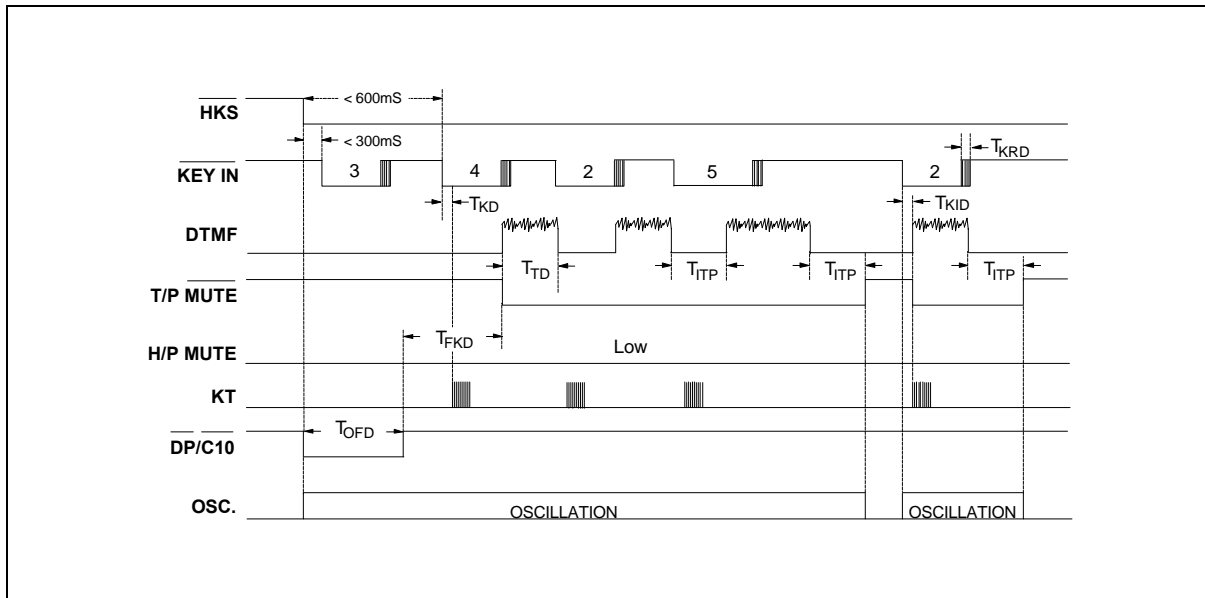 < 600mS
HKS
< 300mS
TKRD
KEY IN
3
4
2
5
2
TKD
TKID
DTMF
TTD
TITP
TITP
TITP
T/P MUTE
TFKD
Low
H/P MUTE
KT
TOFD
DP/C10
OSC.
OSCILLATION
OSCILLATION